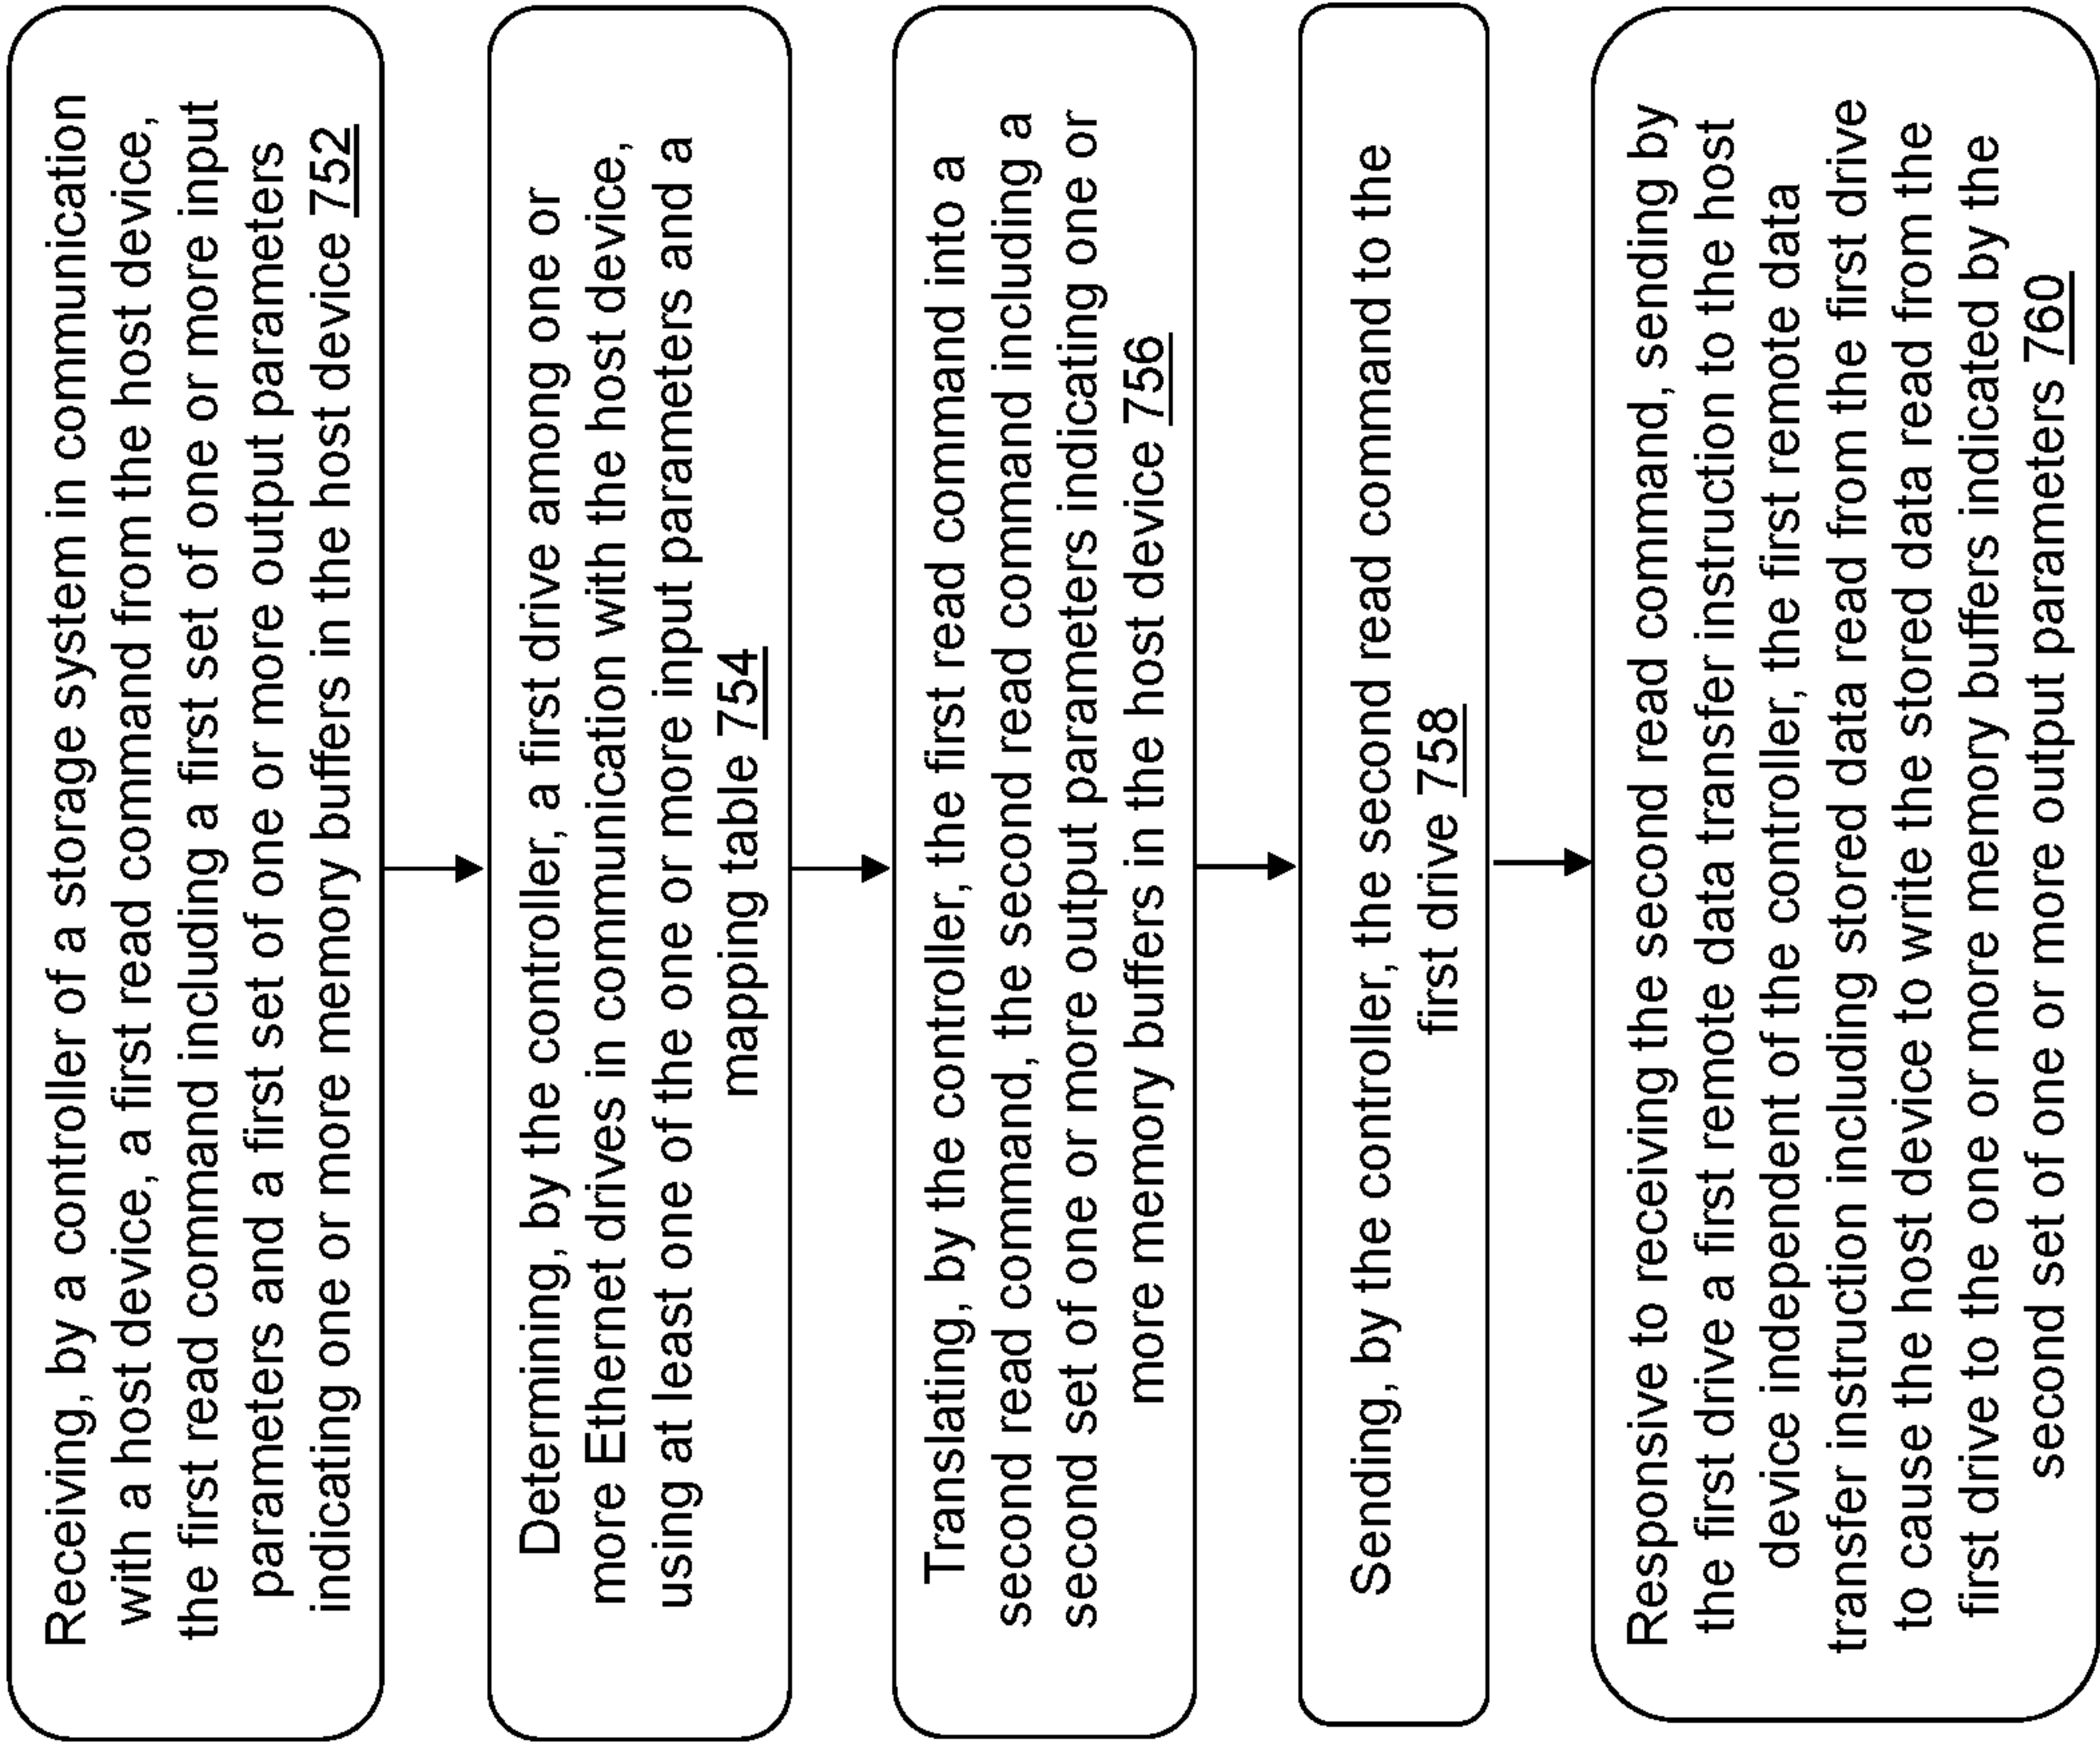 Receiving, by a controller of a storage system in communication
with a host device, a first read command from the host device,
the first read command including a first set of one or more input
parameters and a first set of one or more output parameters
indicating one or more memory buffers in the host device 752
Determining, by the controller, a first drive among one or
more Ethernet drives in communication with the host device,
using at least one of the one or more input parameters and a
mapping table 754
Translating, by the controller, the first read command into a
second read command, the second read command including a
second set of one or more output parameters indicating one or
more memory buffers in the host device 756
Sending, by the controller, the second read command to the
first drive 758
Responsive to receiving the second read command, sending by
the first drive a first remote data transfer instruction to the host
device independent of the controller, the first remote data
transfer instruction including stored data read from the first drive
to cause the host device to write the stored data read from the
first drive to the one or more memory buffers indicated by the
second set of one or more output parameters 760